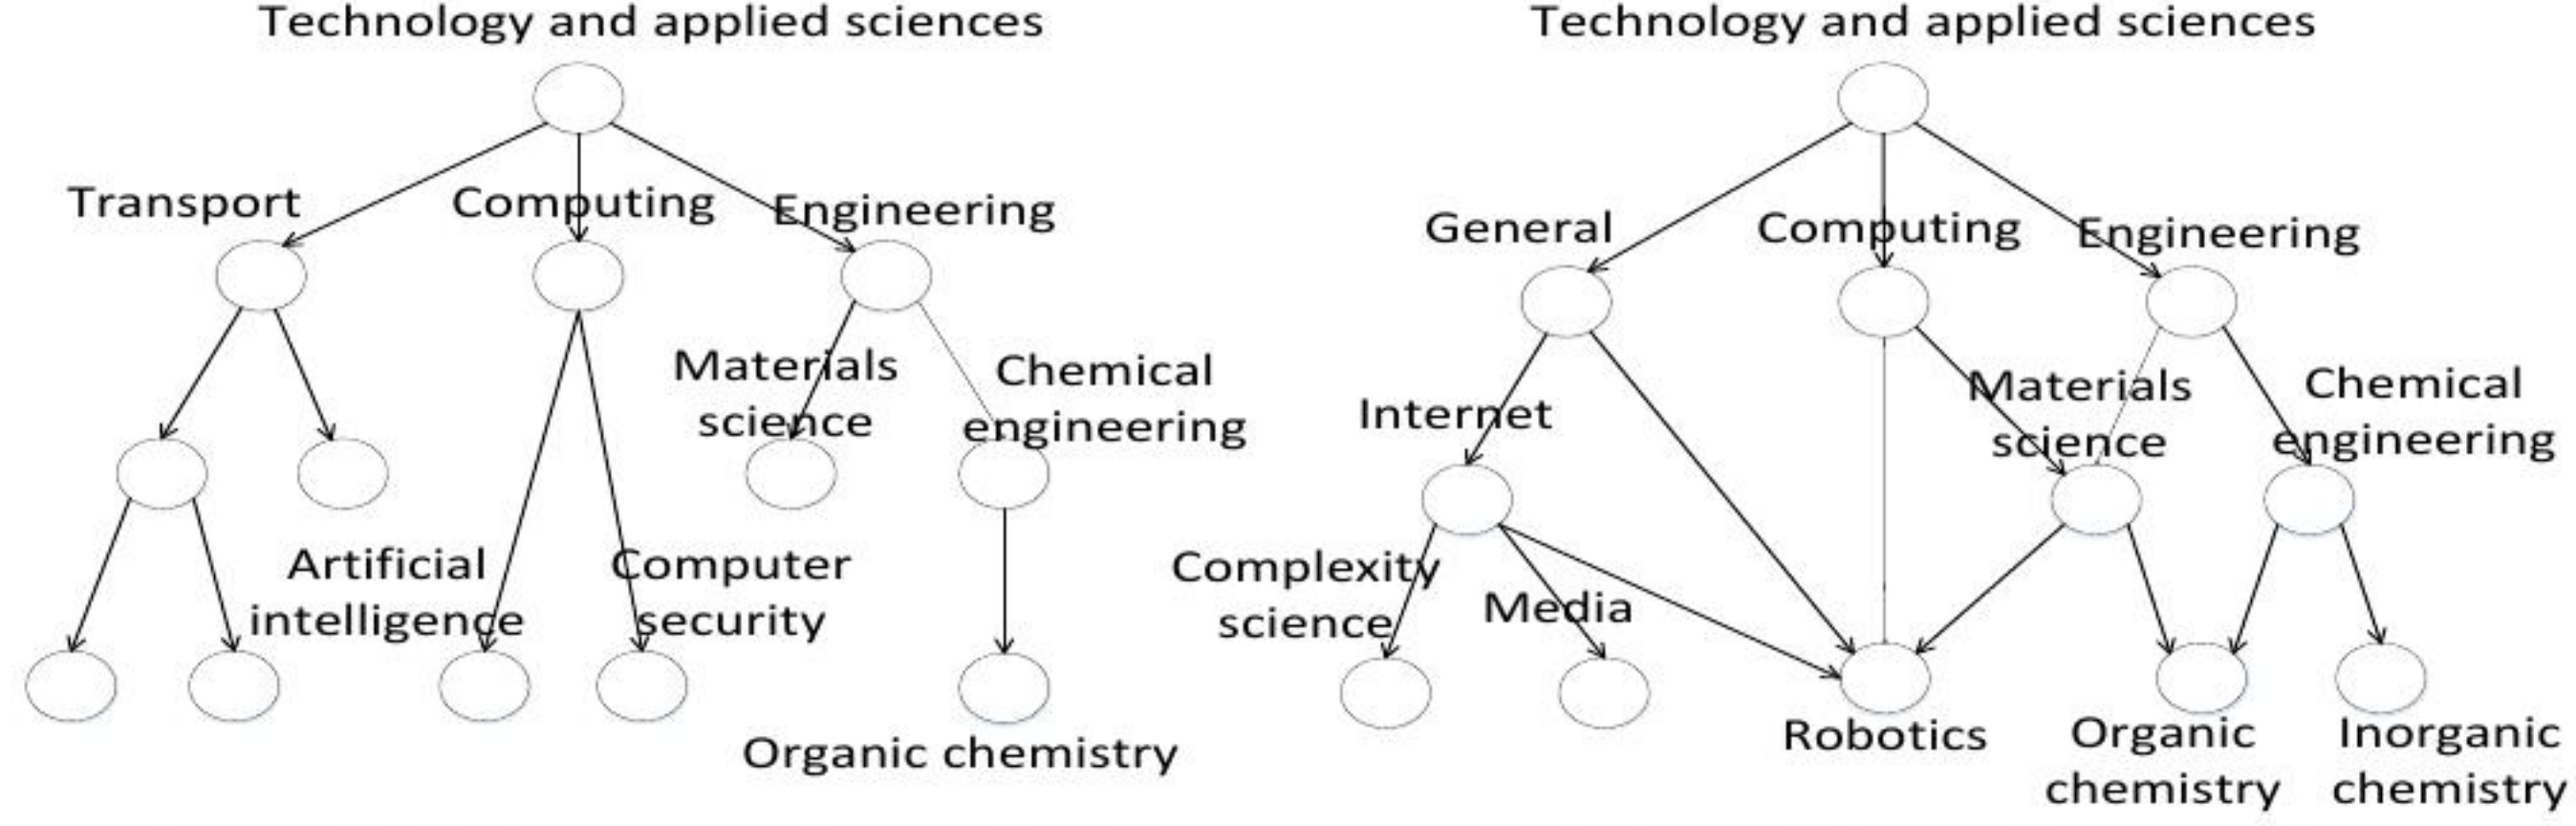 Technology and applied sciences
Transport
Computing
Engineering
Materials
science
Chemical
engineering
Artificial
intelligence
Computer
security
Organic chemistry
Technology and applied sciences
General
Computing
Engineering
Internet
Materials
science
Chemical
engineering
Complexity
science
Media
Robotics
Organic
chemistry
Inorganic
chemistry